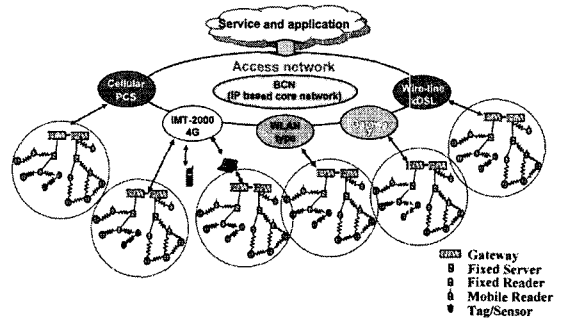 Service and application
Access network
Cellular
PCS
BCN
(IP based core network)
Wire-line
xDSL
IMT-2000
4G
WLAN
type
Gateway
Fixed Server
Fixed Reader
Mobile Reader
Tag/Sensor